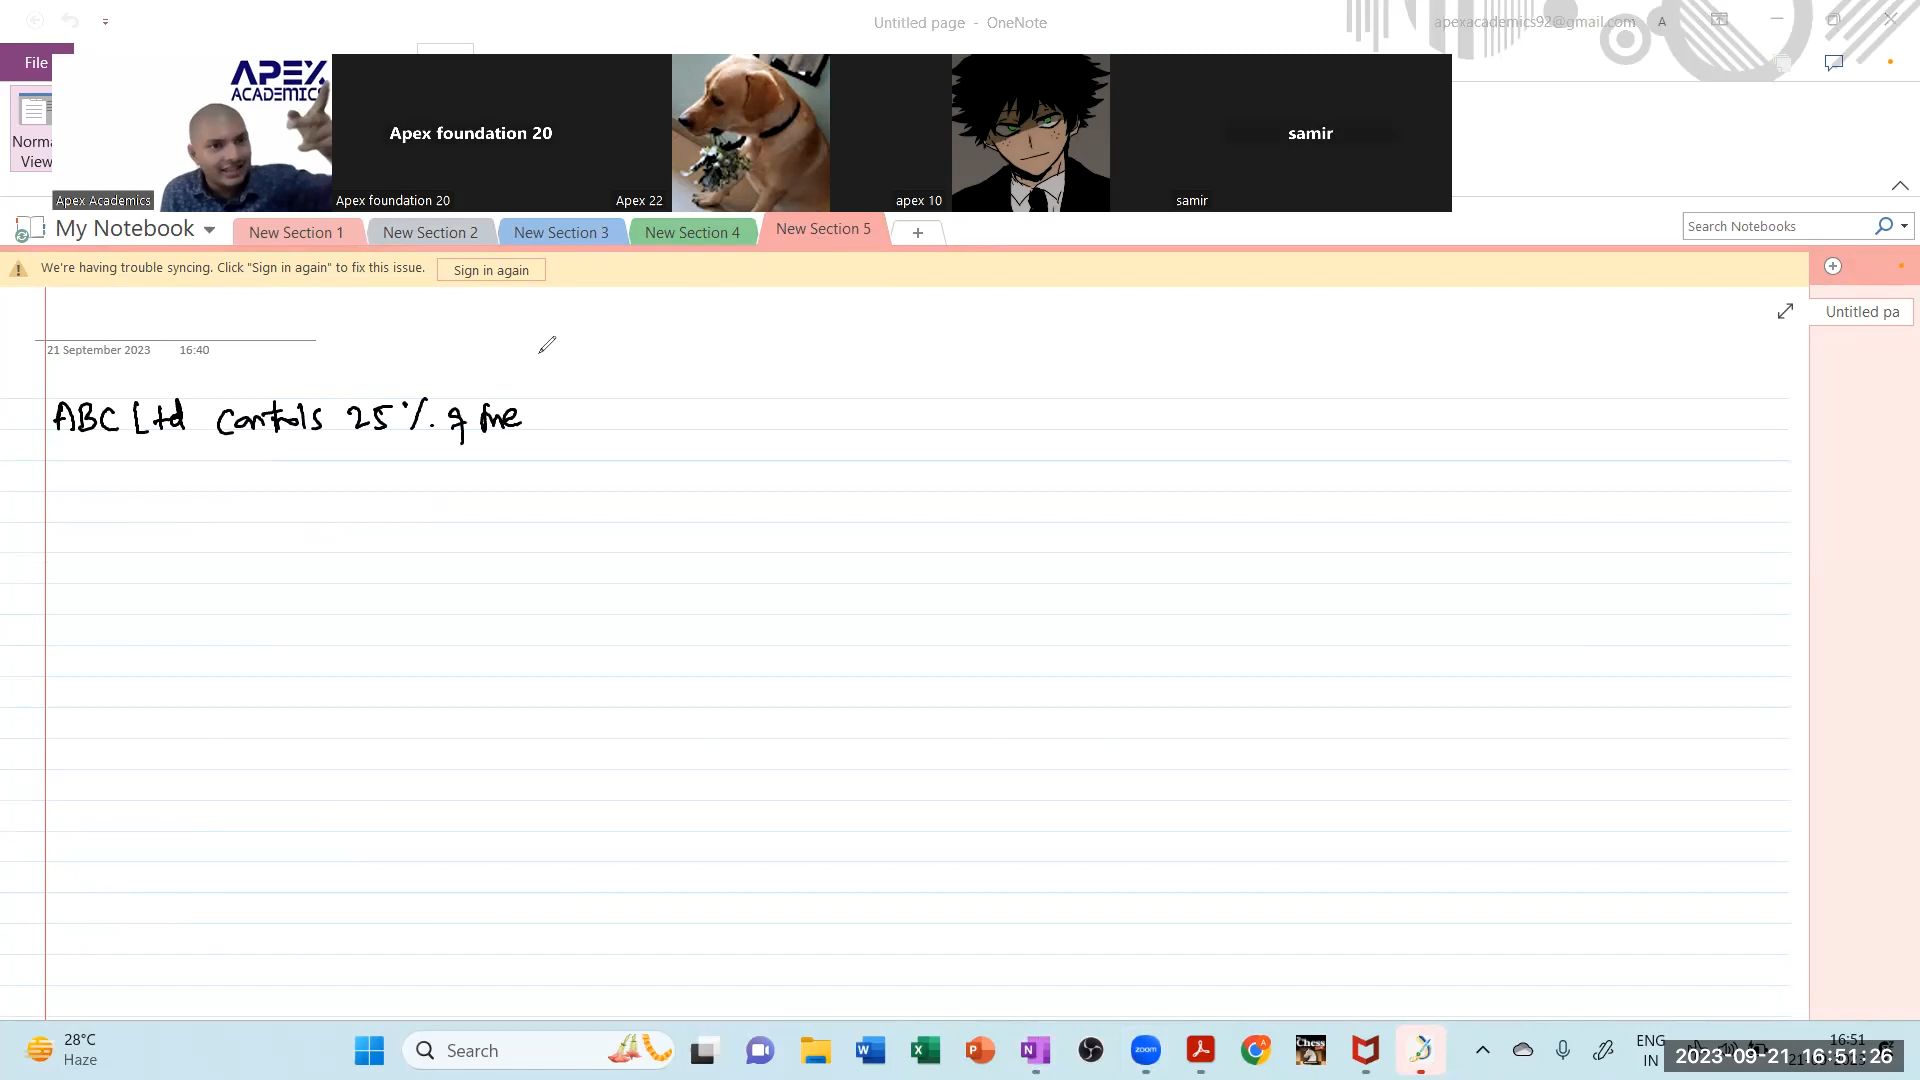 Untitled page - OneNote
apexacademics92@gmail.com
A
File
APEX
ACADEMICS
Apex foundation 20
samir
Normal
View
Apex Academics
Apex foundation 20
Apex 22
apex 10
samir
My Notebook
New Section 1
New Section 2
New Section 3
New Section 4
New Section 5
+
Search Notebooks
We're having trouble syncing. Click "Sign in again" to fix this issue.
Sign in again
Untitled pa
21 September 2023
16:40
ABC Ltd controls 25% of the
28°C
Haze
Search
zoom
Chess
ENG
IN
16:51
2023-09-21 16:51:26